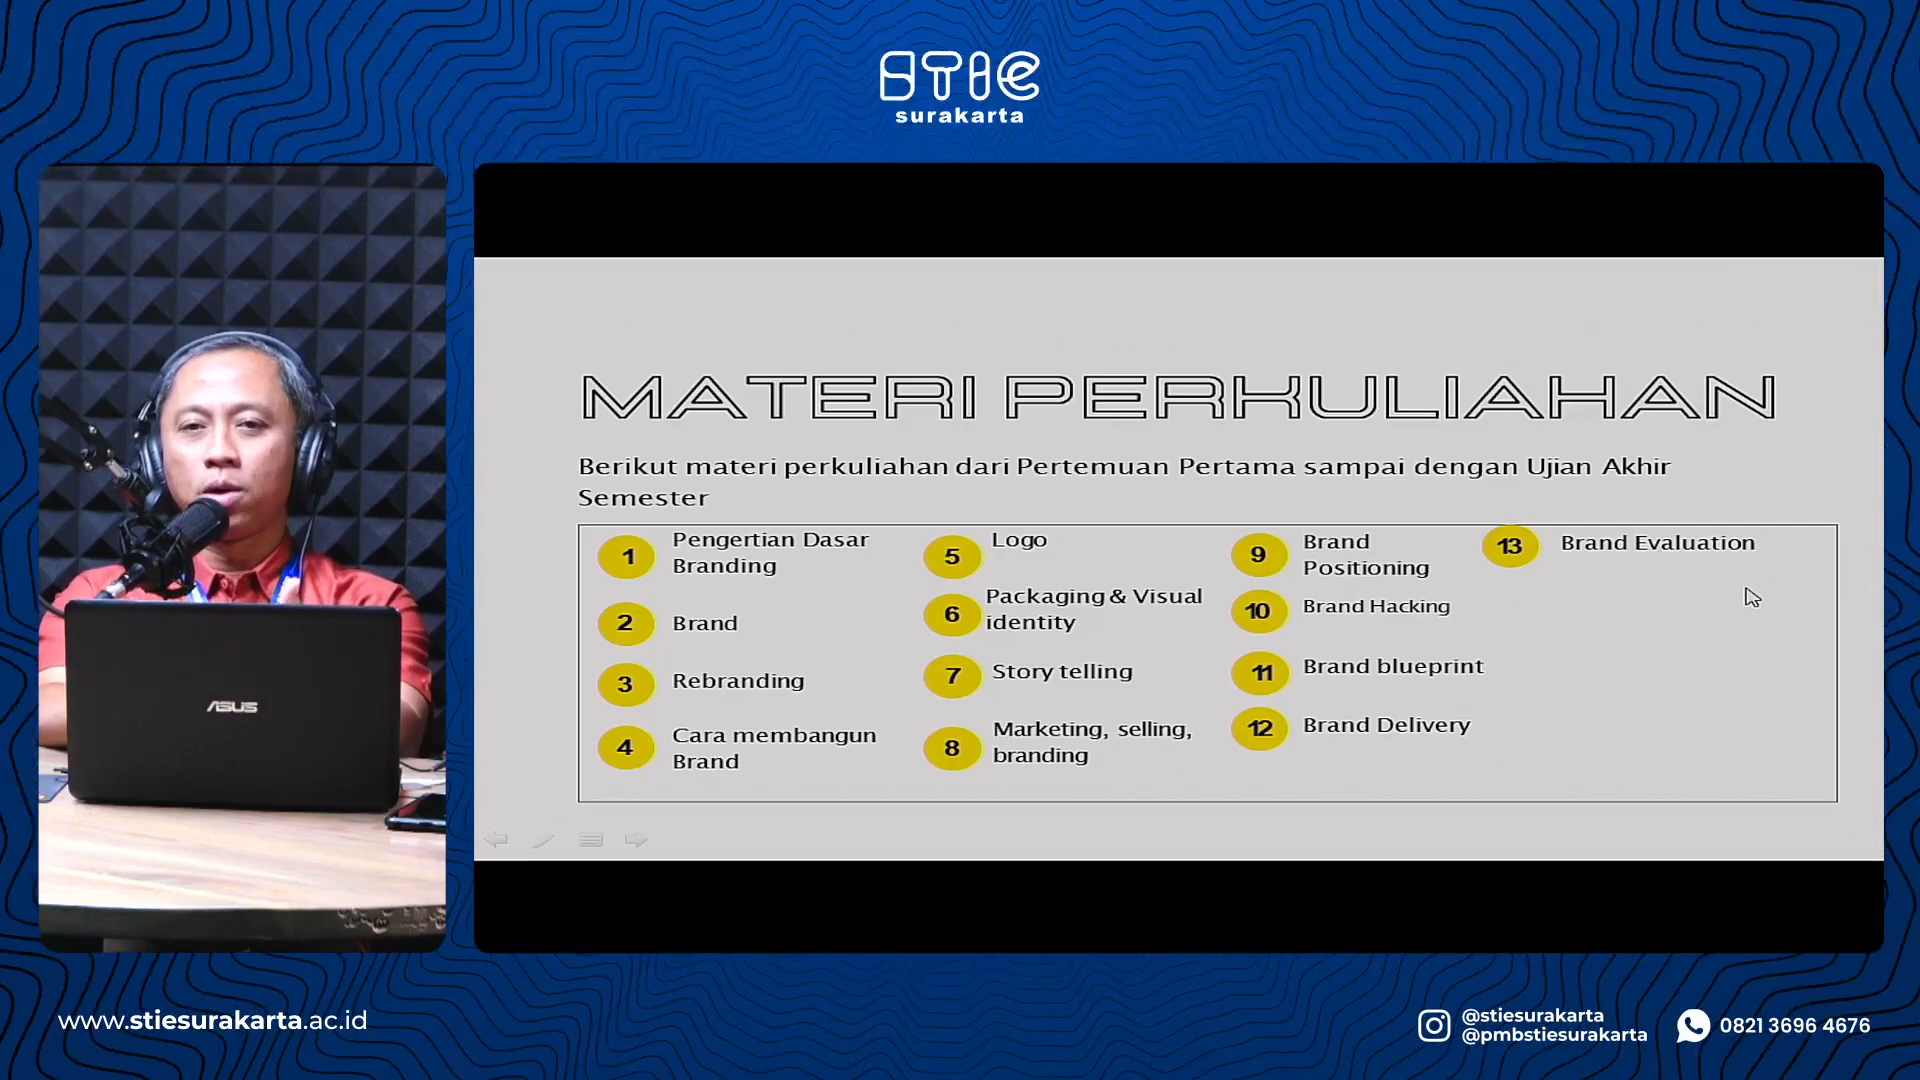 STIE
surakarta
MATERI PERKULIAHAN
Berikut materi perkuliahan dari Pertemuan Pertama sampai dengan Ujian Akhir
Semester
1 Pengertian Dasar
Branding
2 Brand
3 Rebranding
4 Cara membangun
Brand
5 Logo
6 Packaging & Visual
identity
7 Story telling
8 Marketing, selling,
branding
9 Brand
Positioning
10 Brand Hacking
11 Brand blueprint
12 Brand Delivery
13 Brand Evaluation
ASUS
www.stiesurakarta.ac.id
@stiesurakarta
@pmbstiesurakarta
0821 3696 4676